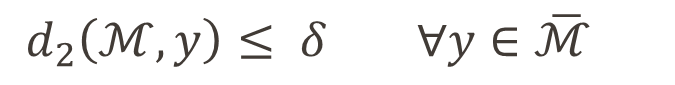 d₂(ℳ, y) ≤ δ ∀y ∈ ℳ̅